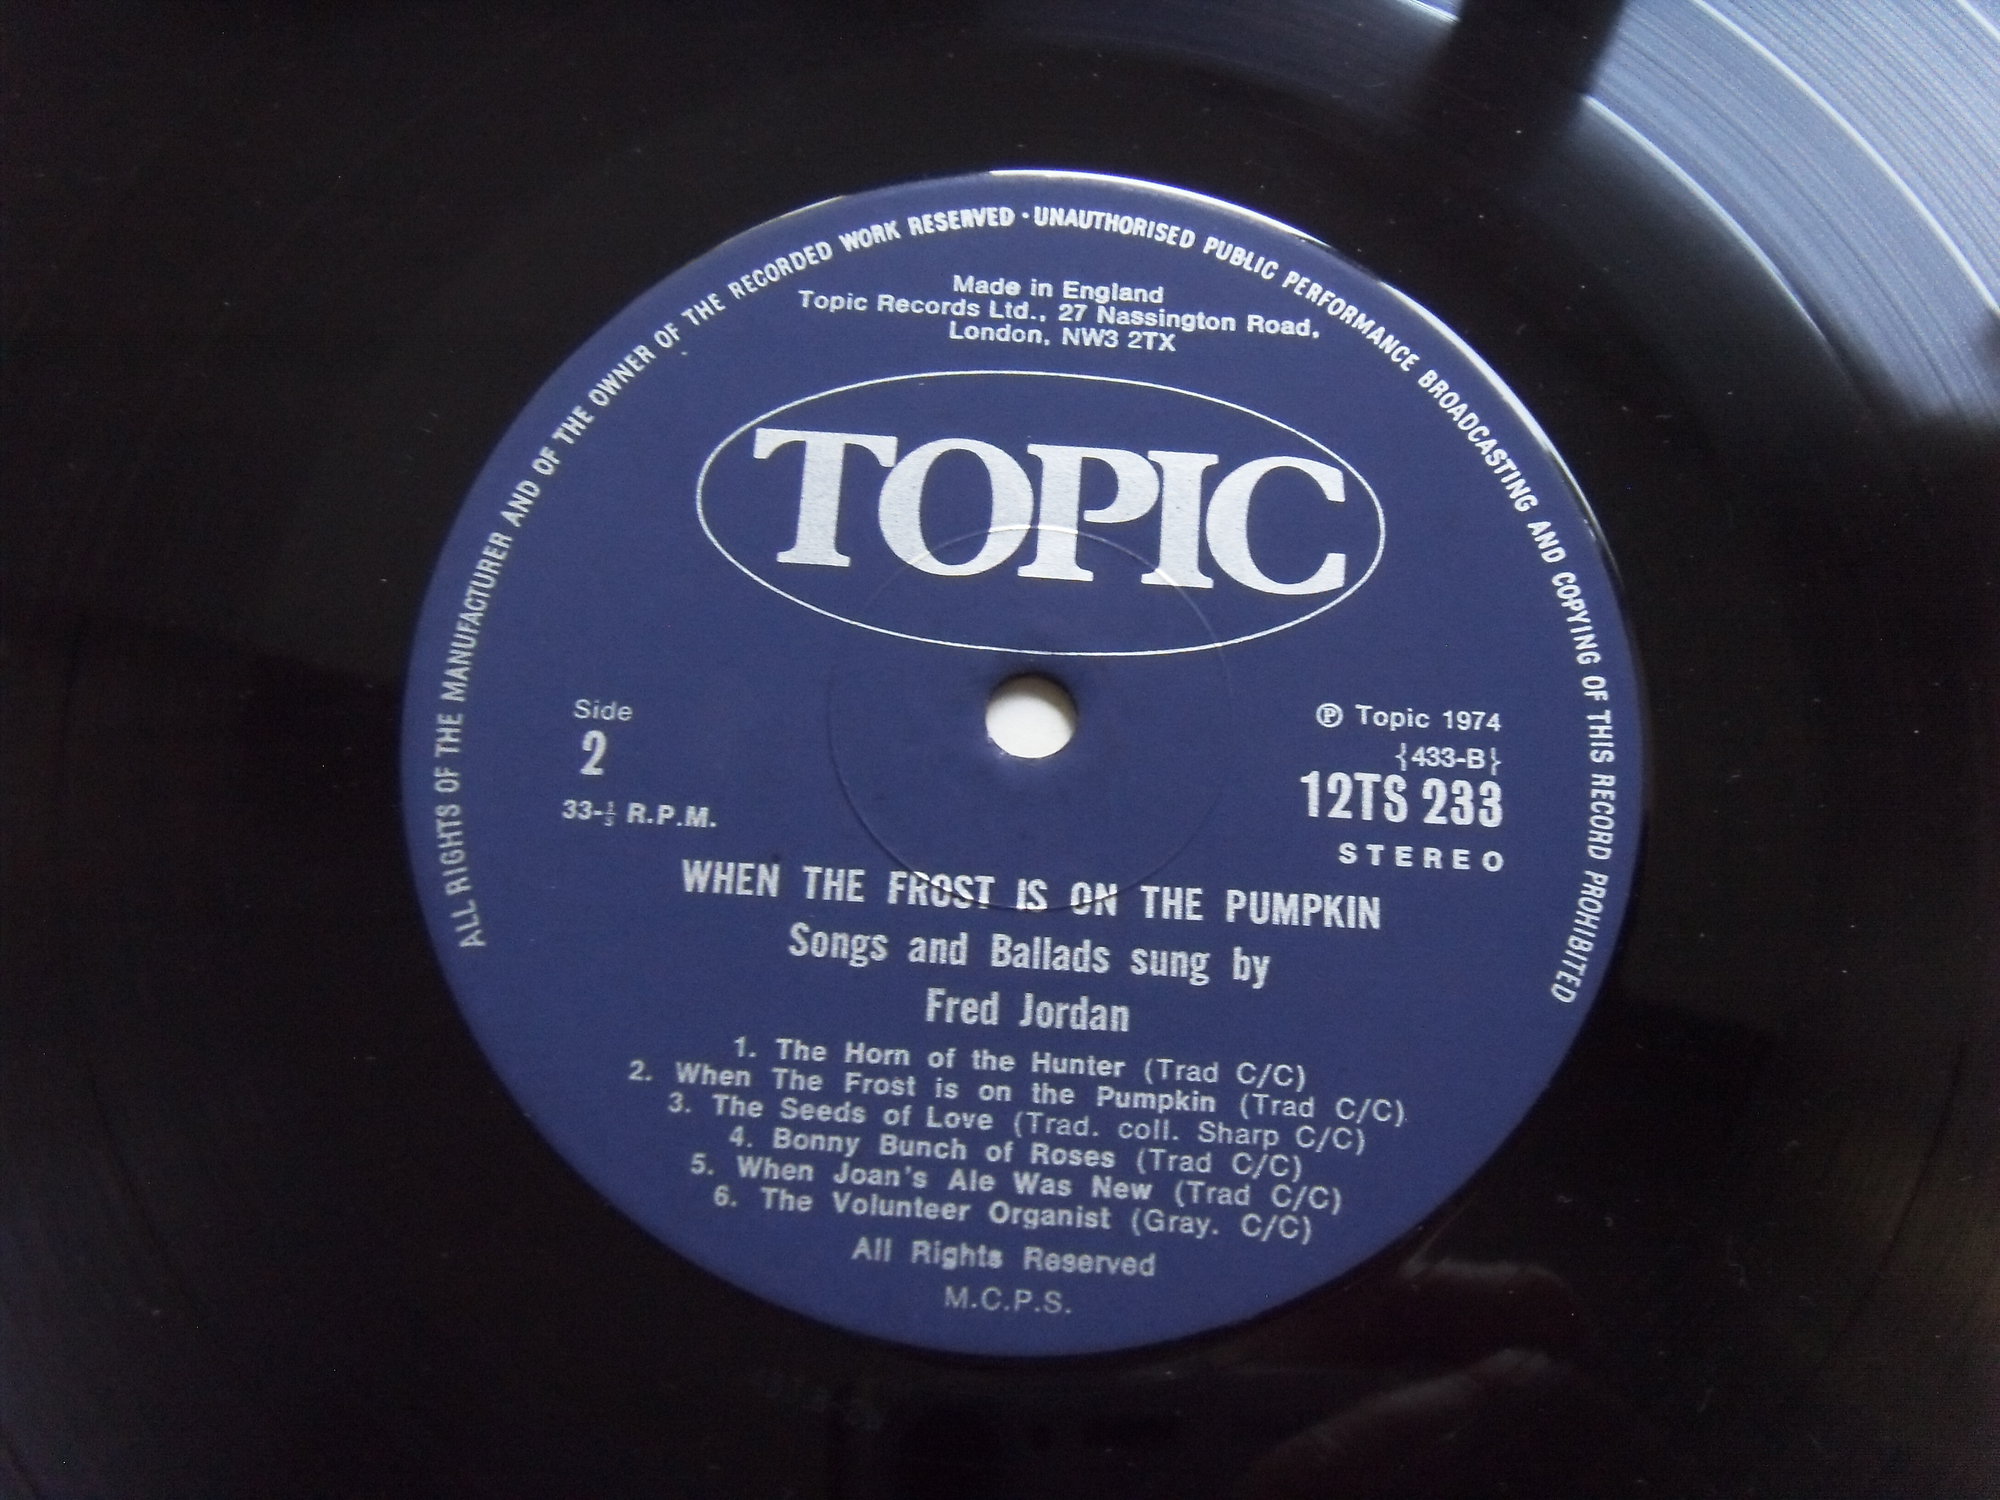 ALL RIGHTS OF THE MANUFACTURER AND OF THE OWNER OF THE RECORDED WORK RESERVED · UNAUTHORISED PUBLIC PERFORMANCE BROADCASTING AND COPYING OF THIS RECORD PROHIBITED
Made in England
Topic Records Ltd., 27 Nassington Road,
London, NW3 2TX
TOPIC
Side
2
33-⅓ R.P.M.
℗ Topic 1974
{433-B}
12TS 233
STEREO
WHEN THE FROST IS ON THE PUMPKIN
Songs and Ballads sung by
Fred Jordan
1. The Horn of the Hunter (Trad C/C)
2. When The Frost is on the Pumpkin (Trad C/C)
3. The Seeds of Love (Trad. coll. Sharp C/C)
4. Bonny Bunch of Roses (Trad C/C)
5. When Joan's Ale Was New (Trad C/C)
6. The Volunteer Organist (Gray. C/C)
All Rights Reserved
M.C.P.S.